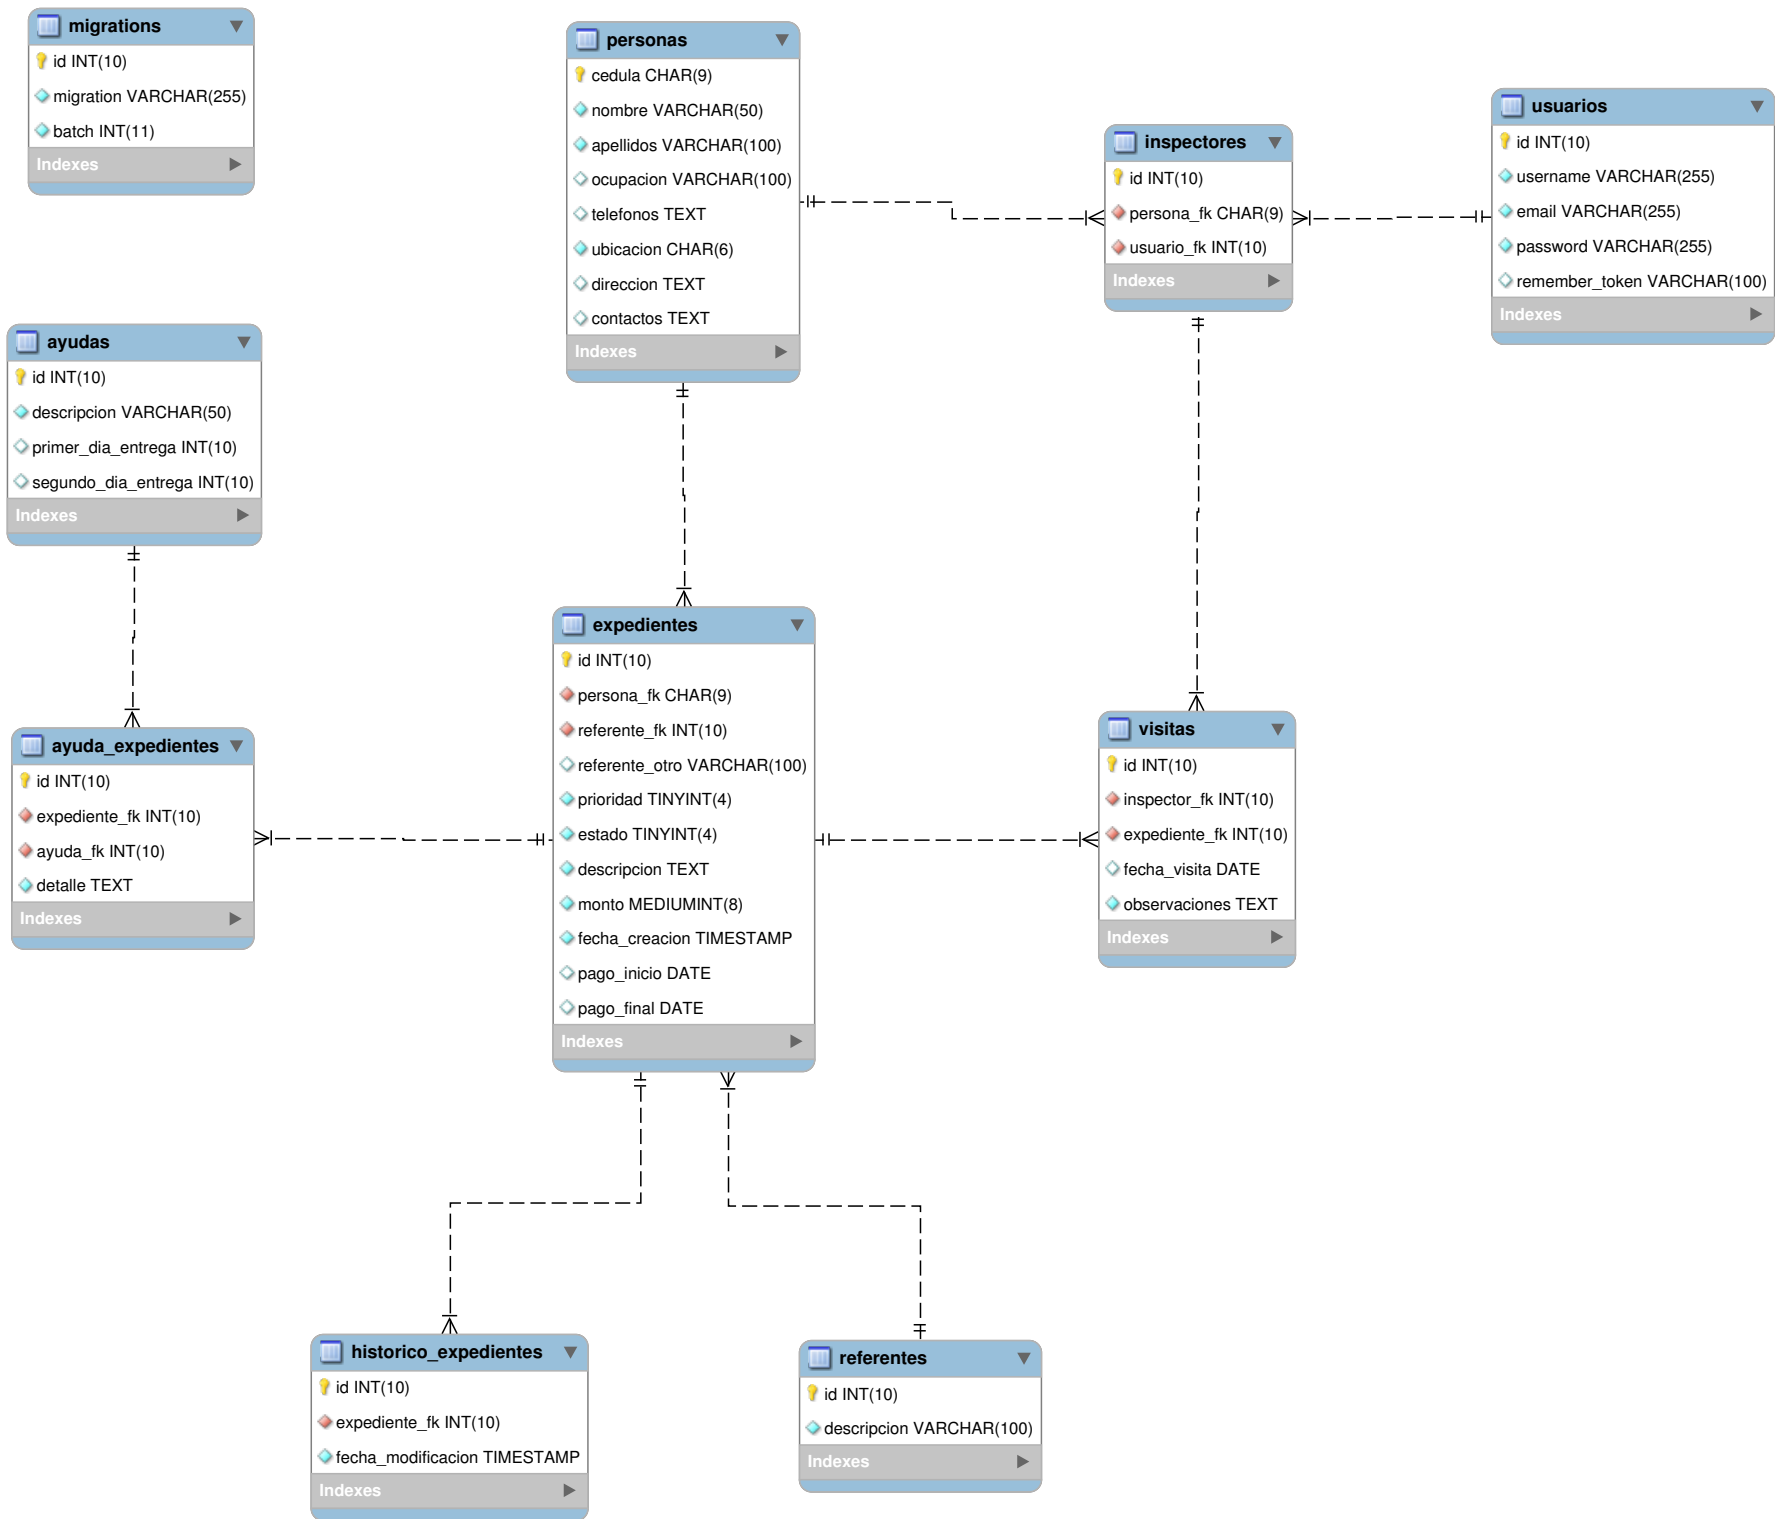 migrations
id INT(10)
migration VARCHAR(255)
batch INT(11)
Indexes
personas
cedula CHAR(9)
nombre VARCHAR(50)
apellidos VARCHAR(100)
ocupacion VARCHAR(100)
telefonos TEXT
ubicacion CHAR(6)
direccion TEXT
contactos TEXT
Indexes
inspectores
id INT(10)
persona_fk CHAR(9)
usuario_fk INT(10)
Indexes
usuarios
id INT(10)
username VARCHAR(255)
email VARCHAR(255)
password VARCHAR(255)
remember_token VARCHAR(100)
Indexes
ayudas
id INT(10)
descripcion VARCHAR(50)
primer_dia_entrega INT(10)
segundo_dia_entrega INT(10)
Indexes
ayuda_expedientes
id INT(10)
expediente_fk INT(10)
ayuda_fk INT(10)
detalle TEXT
Indexes
expedientes
id INT(10)
persona_fk CHAR(9)
referente_fk INT(10)
referente_otro VARCHAR(100)
prioridad TINYINT(4)
estado TINYINT(4)
descripcion TEXT
monto MEDIUMINT(8)
fecha_creacion TIMESTAMP
pago_inicio DATE
pago_final DATE
Indexes
visitas
id INT(10)
inspector_fk INT(10)
expediente_fk INT(10)
fecha_visita DATE
observaciones TEXT
Indexes
historico_expedientes
id INT(10)
expediente_fk INT(10)
fecha_modificacion TIMESTAMP
Indexes
referentes
id INT(10)
descripcion VARCHAR(100)
Indexes